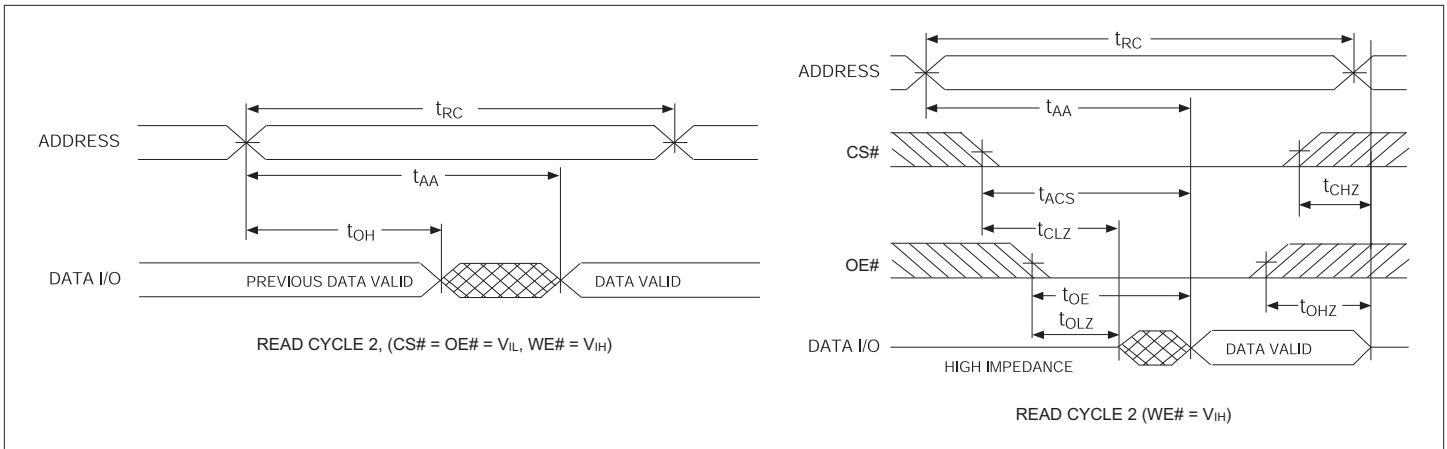 tRC
ADDRESS
tAA
tOH
DATA I/O
PREVIOUS DATA VALID
DATA VALID
READ CYCLE 2, (CS# = OE# = VIL, WE# = VIH)
tRC
ADDRESS
tAA
CS#
tCHZ
tACS
tCLZ
OE#
tOE
tOHZ
tOLZ
DATA I/O
DATA VALID
HIGH IMPEDANCE
READ CYCLE 2 (WE# = VIH)